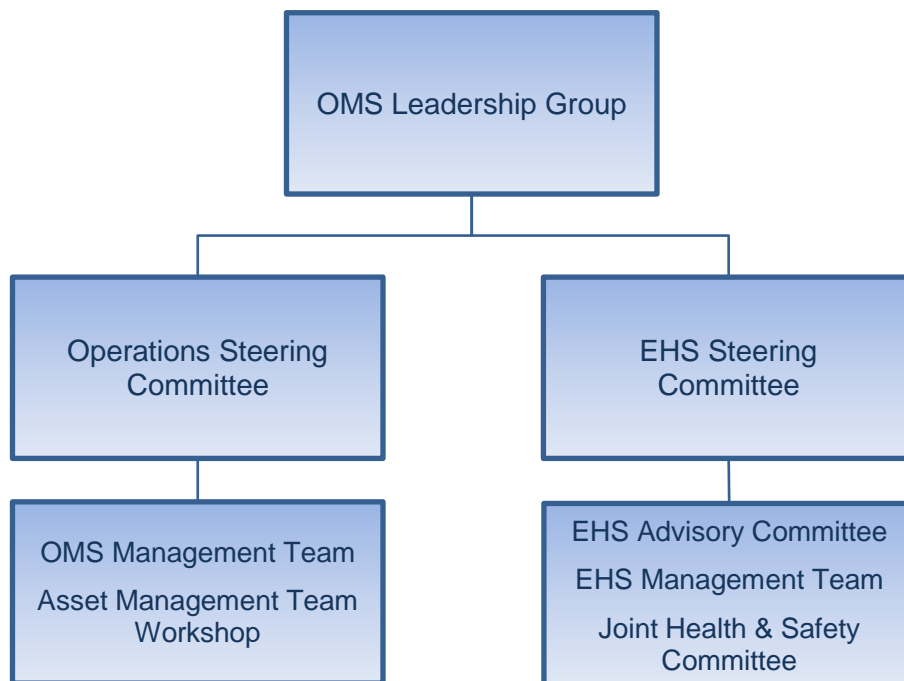 OMS Leadership Group
Operations Steering
Committee
EHS Steering
Committee
OMS Management Team
Asset Management Team
Workshop
EHS Advisory Committee
EHS Management Team
Joint Health & Safety
Committee